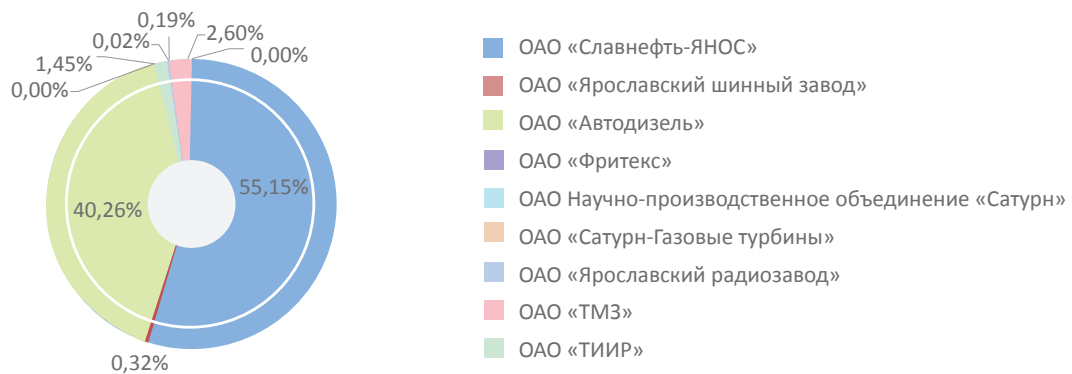 0,19%
0,02%
2,60%
1,45%
0,00%
0,00%
55,15%
40,26%
0,32%
ОАО «Славнефть-ЯНОС»
ОАО «Ярославский шинный завод»
ОАО «Автодизель»
ОАО «Фритекс»
ОАО Научно-производственное объединение «Сатурн»
ОАО «Сатурн-Газовые турбины»
ОАО «Ярославский радиозавод»
ОАО «ТМЗ»
ОАО «ТИИР»